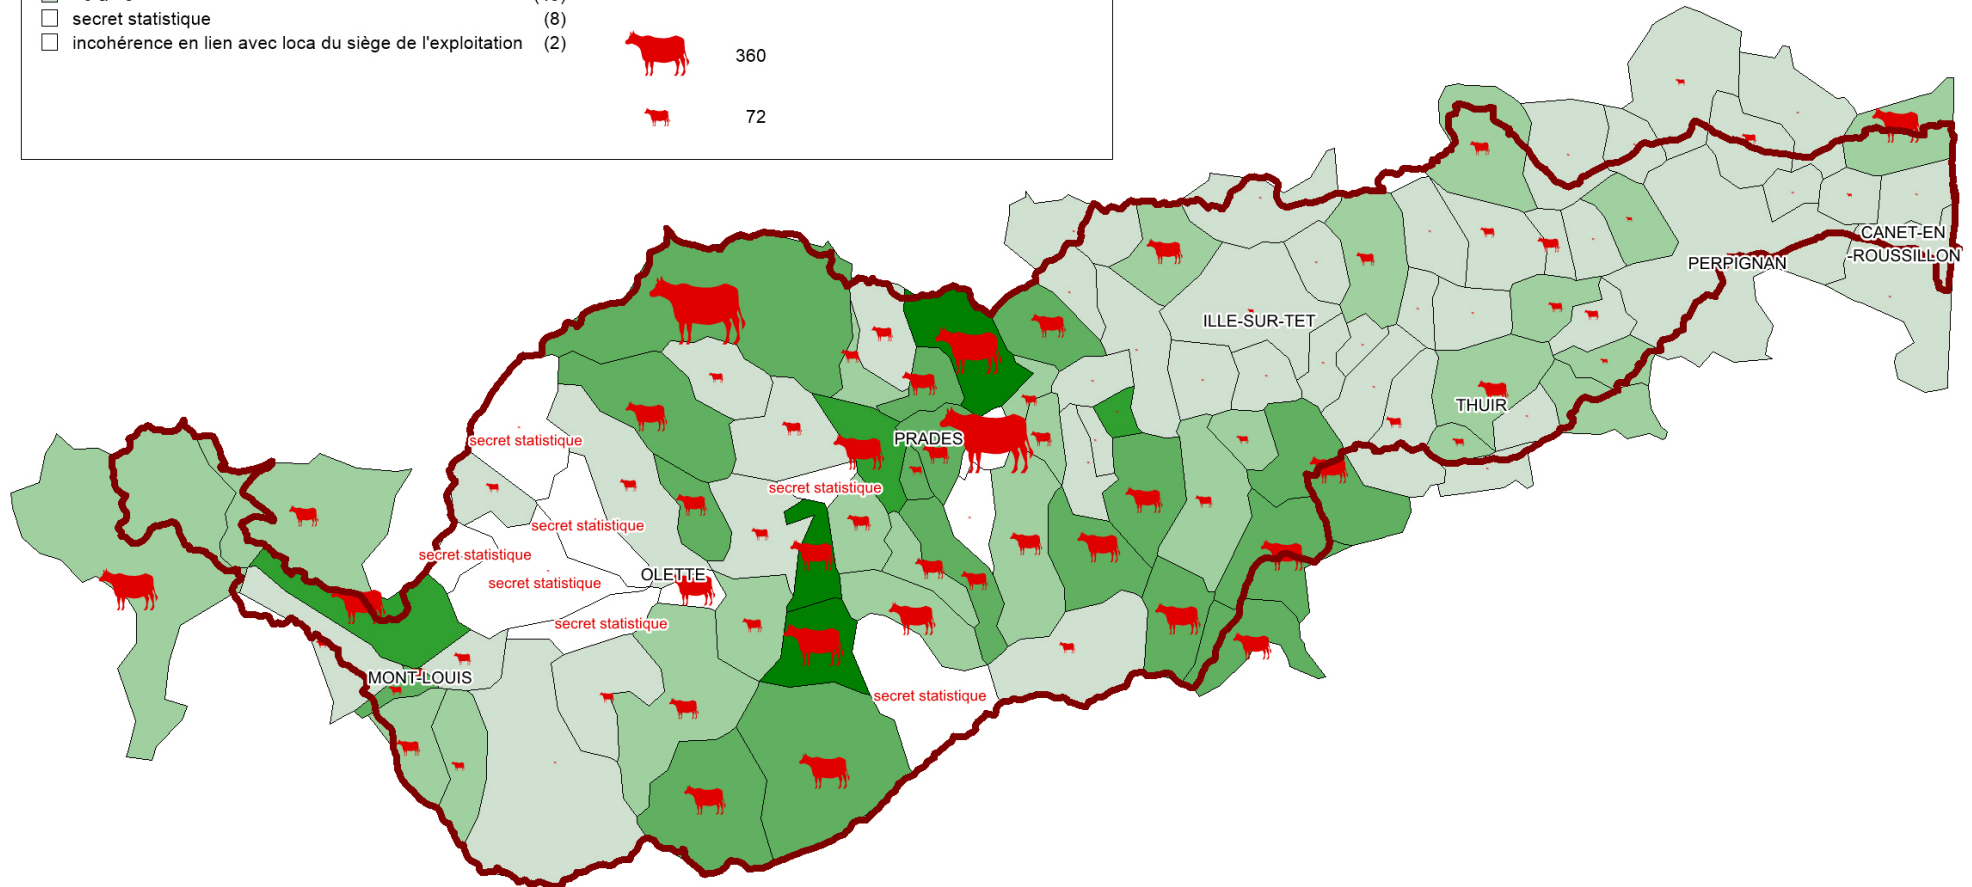 secret statistique (8)
incohérence en lien avec loca du siège de l'exploitation (2)
360
72
CANET-EN
-ROUSSILLON
PERPIGNAN
ILLE-SUR-TET
THUIR
PRADES
secret statistique
secret statistique
secret statistique
secret statistique
secret statistique
OLETTE
secret statistique
MONT-LOUIS
secret statistique